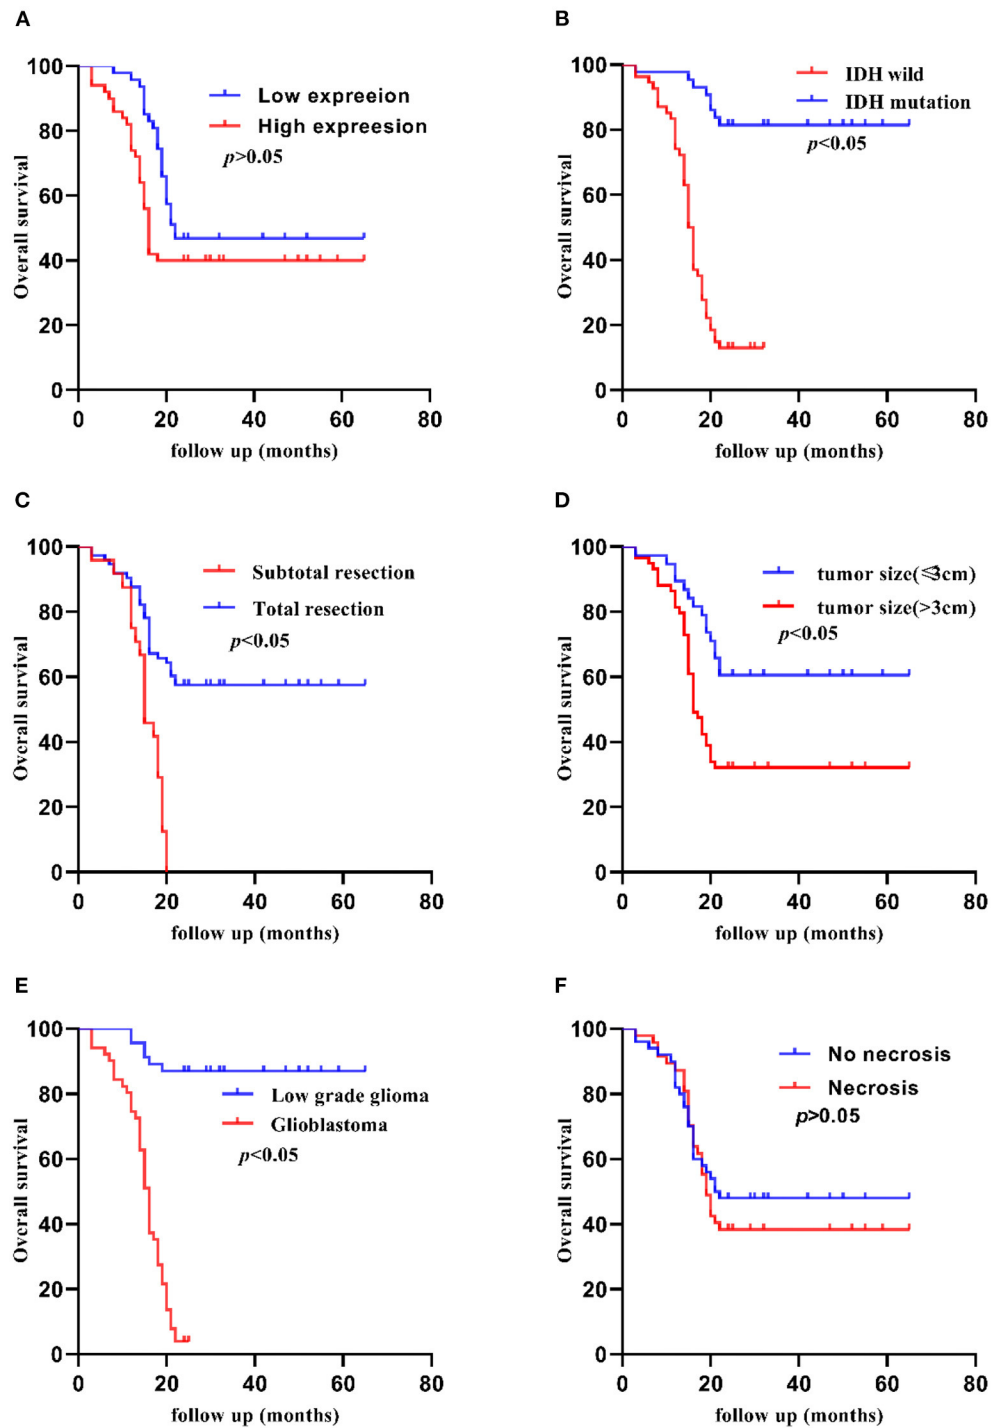 A
100
80
60
40
20
0
Overall survival
Low expreeion
High expreesion
p>0.05
0 20 40 60 80
follow up (months)
B
100
80
60
40
20
0
Overall survival
IDH wild
IDH mutation
p<0.05
0 20 40 60 80
follow up (months)
C
100
80
60
40
20
0
Overall survival
Subtotal resection
Total resection
p<0.05
0 20 40 60 80
follow up (months)
D
100
80
60
40
20
0
Overall survival
tumor size(≤3cm)
tumor size(>3cm)
p<0.05
0 20 40 60 80
follow up (months)
E
100
80
60
40
20
0
Overall survival
Low grade glioma
Glioblastoma
p<0.05
0 20 40 60 80
follow up (months)
F
100
80
60
40
20
0
Overall survival
No necrosis
Necrosis
p>0.05
0 20 40 60 80
follow up (months)